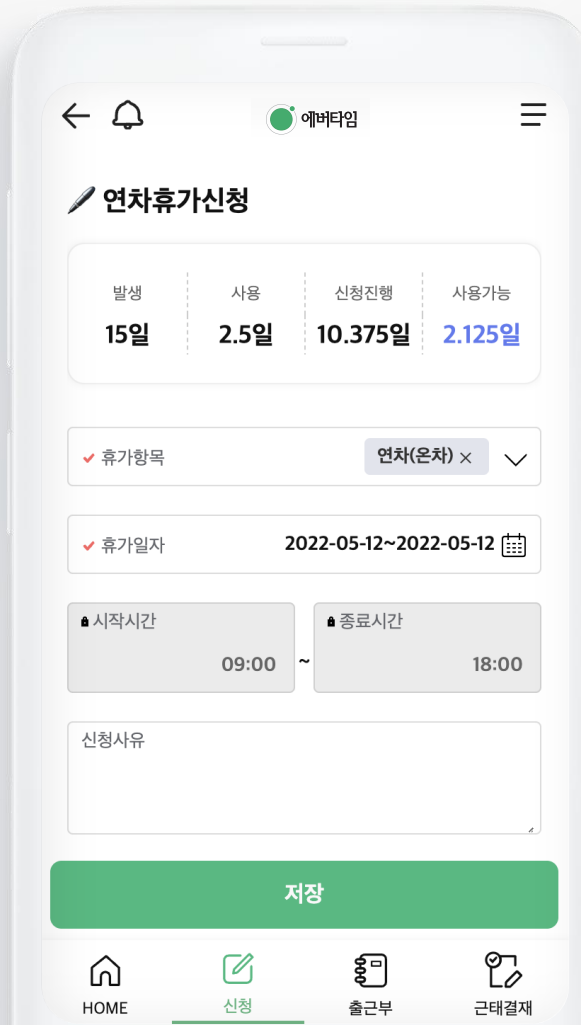 에버타임
연차휴가신청
발생 사용 신청진행 사용가능
15일 2.5일 10.375일 2.125일
휴가항목 연차(온차) ×
휴가일자 2022-05-12~2022-05-12
시작시간 종료시간
09:00 ~ 18:00
신청사유
저장
HOME 신청 출근부 근태결재